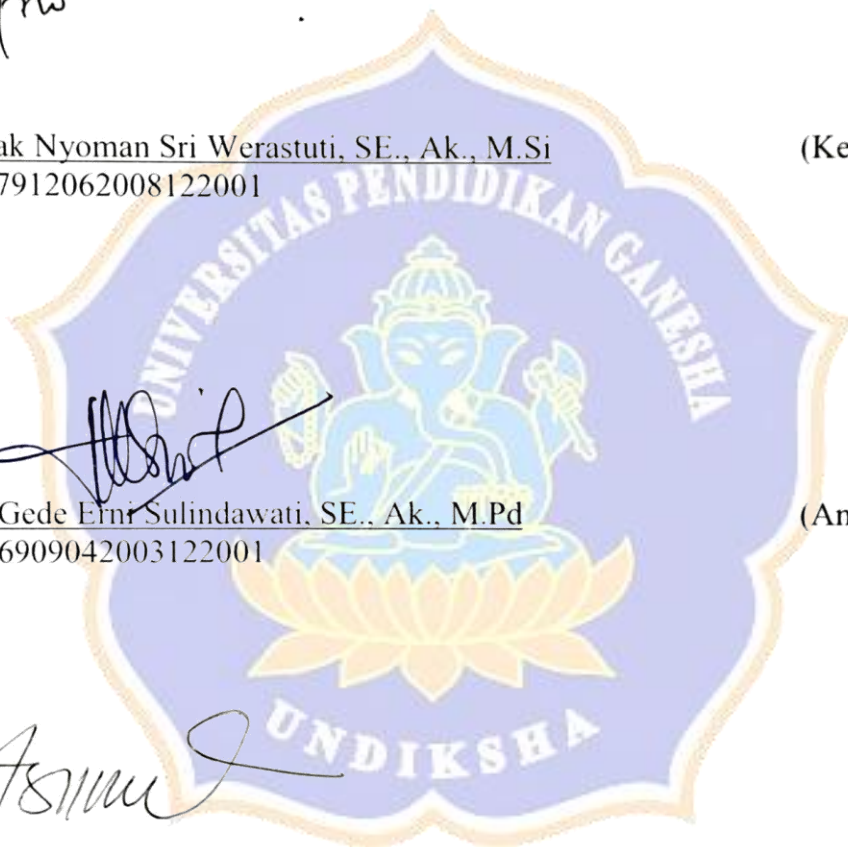 ak Nyoman Sri Werastuti, SE., Ak., M.Si (Ke
7912062008122001
UNIVERSITAS PENDIDIKAN GANESHA
Gede Erni Sulindawati, SE., Ak., M.Pd (An
6909042003122001
UNDIKSHA